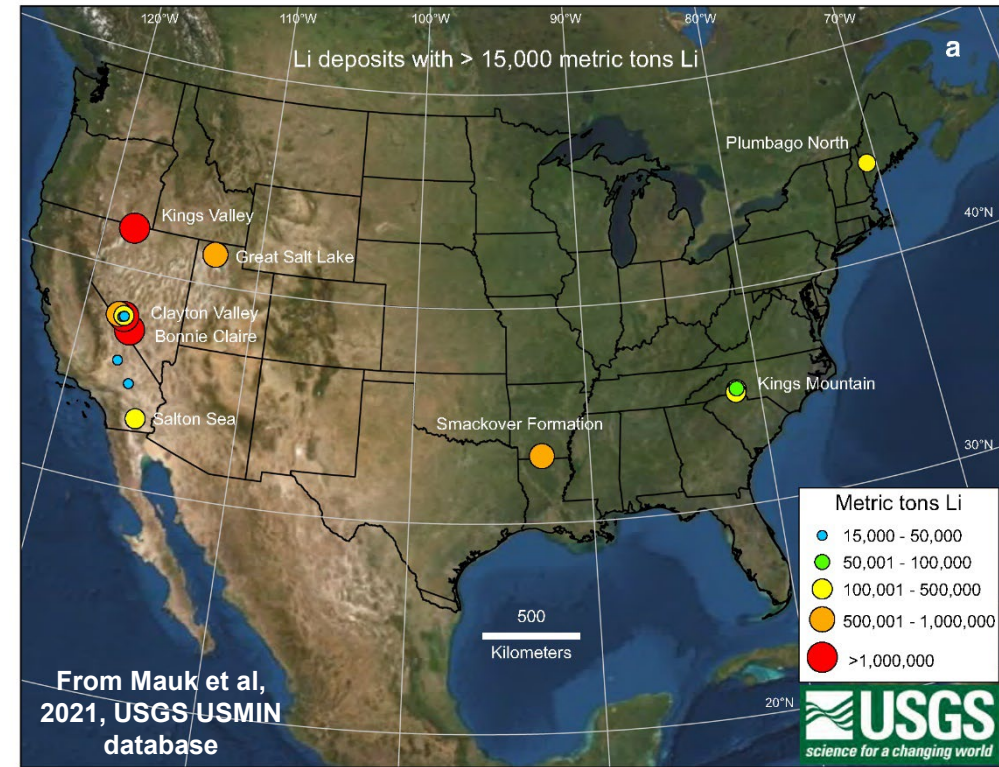 120°W
110°W
100°W
90°W
80°W
70°W
Li deposits with > 15,000 metric tons Li
a
Plumbago North
Kings Valley
40°N
Great Salt Lake
Clayton Valley
Bonnie Claire
Kings Mountain
Salton Sea
Smackover Formation
30°N
Metric tons Li
15,000 - 50,000
50,001 - 100,000
100,001 - 500,000
500,001 - 1,000,000
>1,000,000
500
Kilometers
From Mauk et al,
2021, USGS USMIN
database
20°N
USGS
science for a changing world